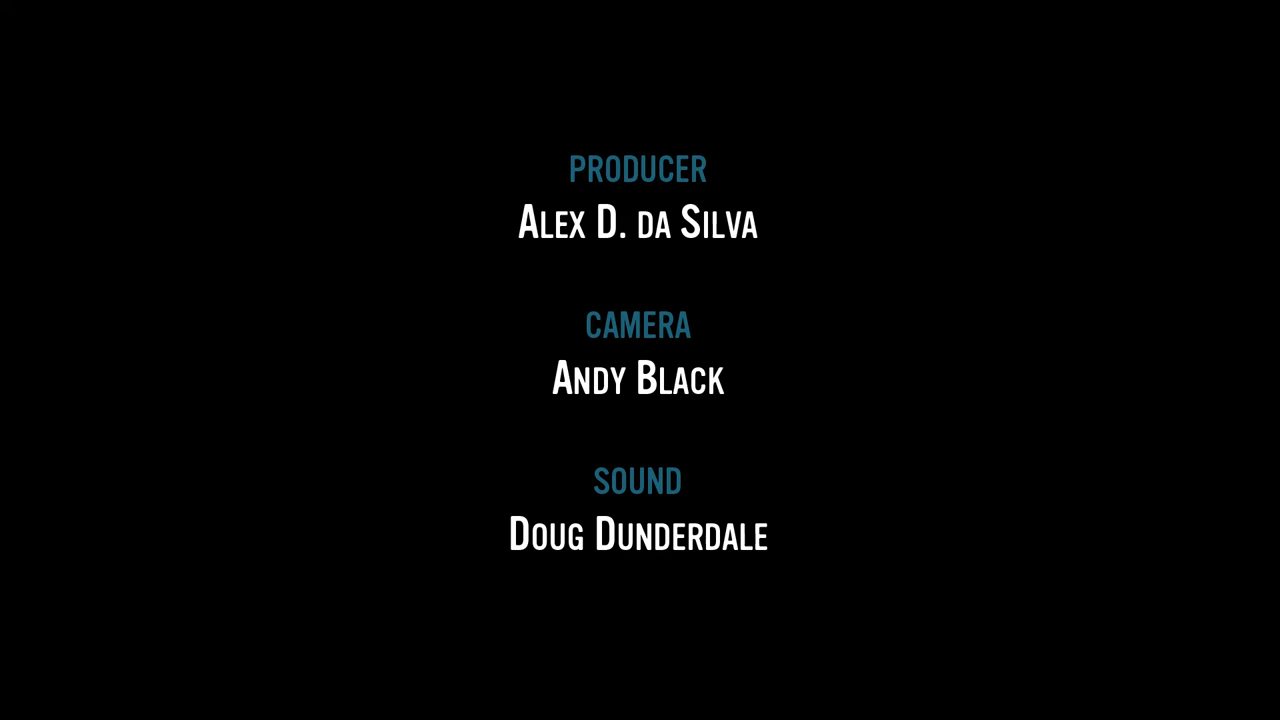 PRODUCER
ALEX D. DA SILVA
CAMERA
ANDY BLACK
SOUND
DOUG DUNDERDALE